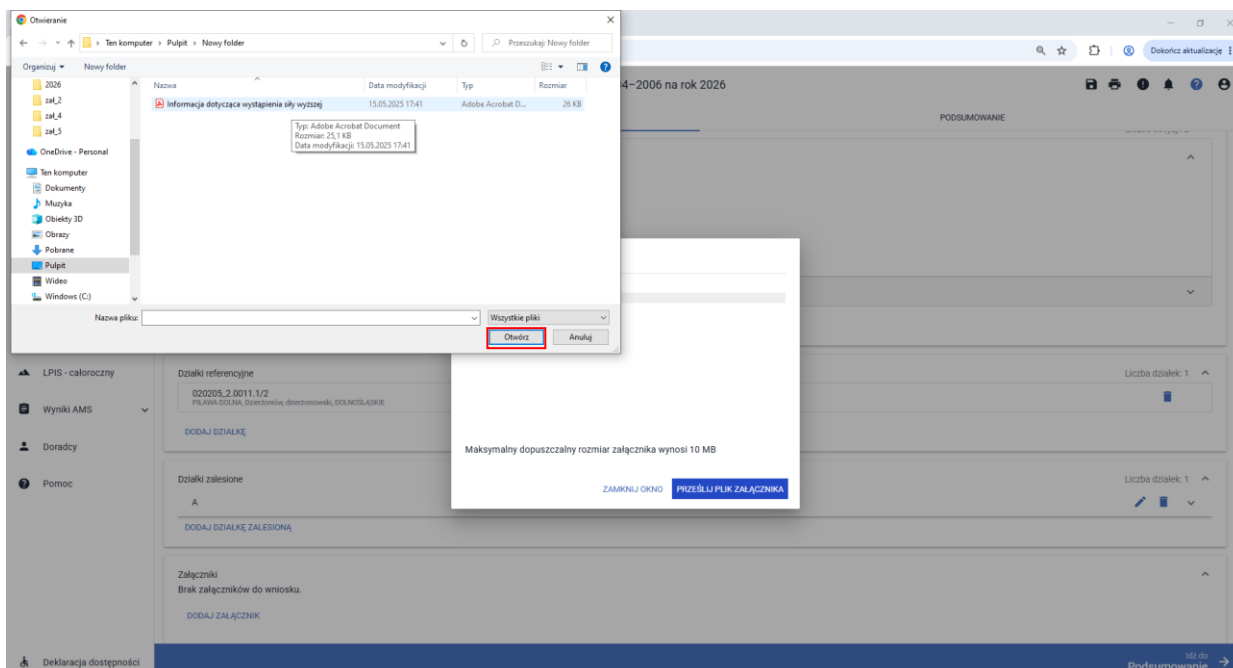 Otwieranie
Ten komputer > Pulpit > Nowy folder
Przeszukaj: Nowy folder
Dokończ aktualizację
Organizuj
Nowy folder
2026
zał_2
zał_4
zał_5
OneDrive - Personal
Ten komputer
Dokumenty
Muzyka
Obiekty 3D
Obrazy
Pobrane
Pulpit
Wideo
Windows (C:)
Nazwa
Data modyfikacji
Typ
Rozmiar
Informacja dotycząca wystąpienia siły wyższej
15.05.2025 17:41
Adobe Acrobat D...
26 KB
Typ: Adobe Acrobat Document
Rozmiar: 25,1 KB
Data modyfikacji: 15.05.2025 17:41
Nazwa pliku:
Wszystkie pliki
Otwórz
Anuluj
4–2006 na rok 2026
PODSUMOWANIE
LPIS - całoroczny
Wyniki AMS
Doradcy
Pomoc
Deklaracja dostępności
Działki referencyjne
Liczba działek: 1
020205_2.0011.1/2
PIŁAWA DOLNA, Dzierżoniów, dzierżoniowski, DOLNOŚLĄSKIE
DODAJ DZIAŁKĘ
Maksymalny dopuszczalny rozmiar załącznika wynosi 10 MB
ZAMKNIJ OKNO
PRZEŚLIJ PLIK ZAŁĄCZNIKA
Działki zalesione
Liczba działek: 1
A
DODAJ DZIAŁKĘ ZALESIONĄ
Załączniki
Brak załączników do wniosku.
DODAJ ZAŁĄCZNIK
Idź do
Podsumowanie